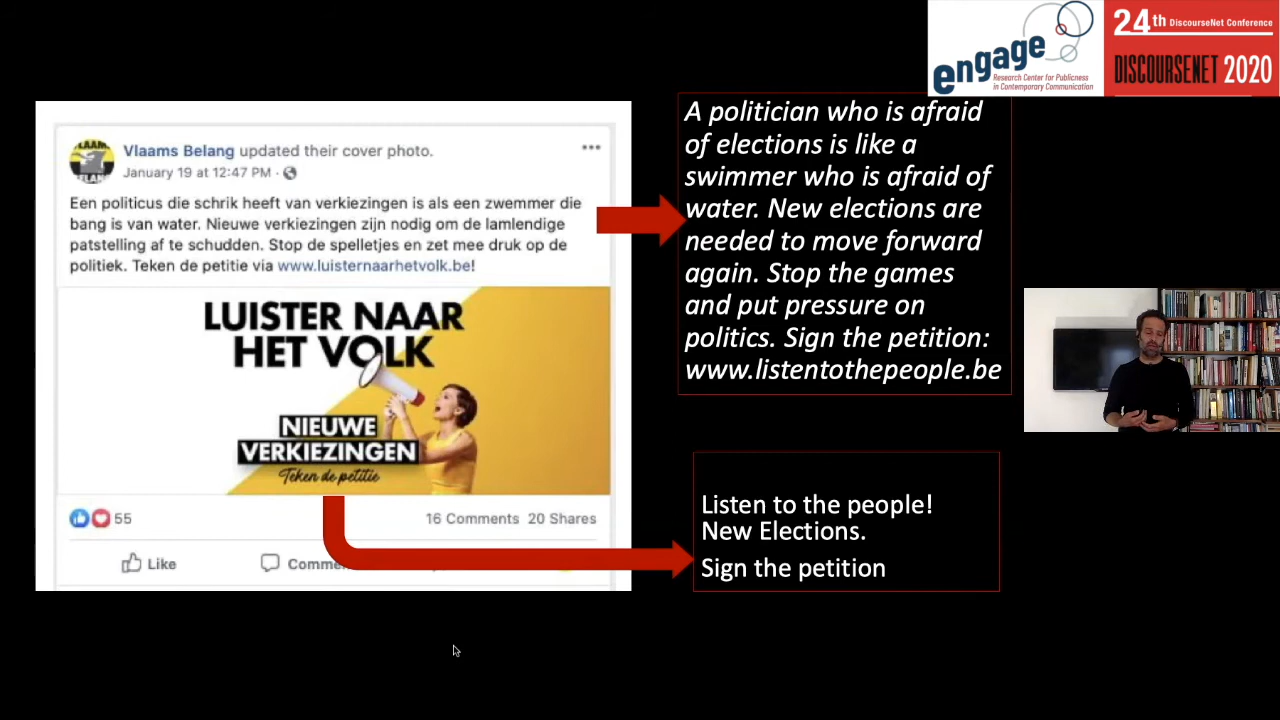 engage
Research Center for Publicness
in Contemporary Communication
24th DiscourseNet Conference
DISCOURSENET 2020
Vlaams Belang updated their cover photo.
January 19 at 12:47 PM ·
Een politicus die schrik heeft van verkiezingen is als een zwemmer die
bang is van water. Nieuwe verkiezingen zijn nodig om de lamlendige
patstelling af te schudden. Stop de spelletjes en zet mee druk op de
politiek. Teken de petitie via www.luisternaarhetvolk.be!
LUISTER NAAR
HET VOLK
NIEUWE
VERKIEZINGEN
Teken de petitie
55
16 Comments 20 Shares
Like
A politician who is afraid
of elections is like a
swimmer who is afraid of
water. New elections are
needed to move forward
again. Stop the games
and put pressure on
politics. Sign the petition:
www.listentothepeople.be
Listen to the people!
New Elections.
Sign the petition